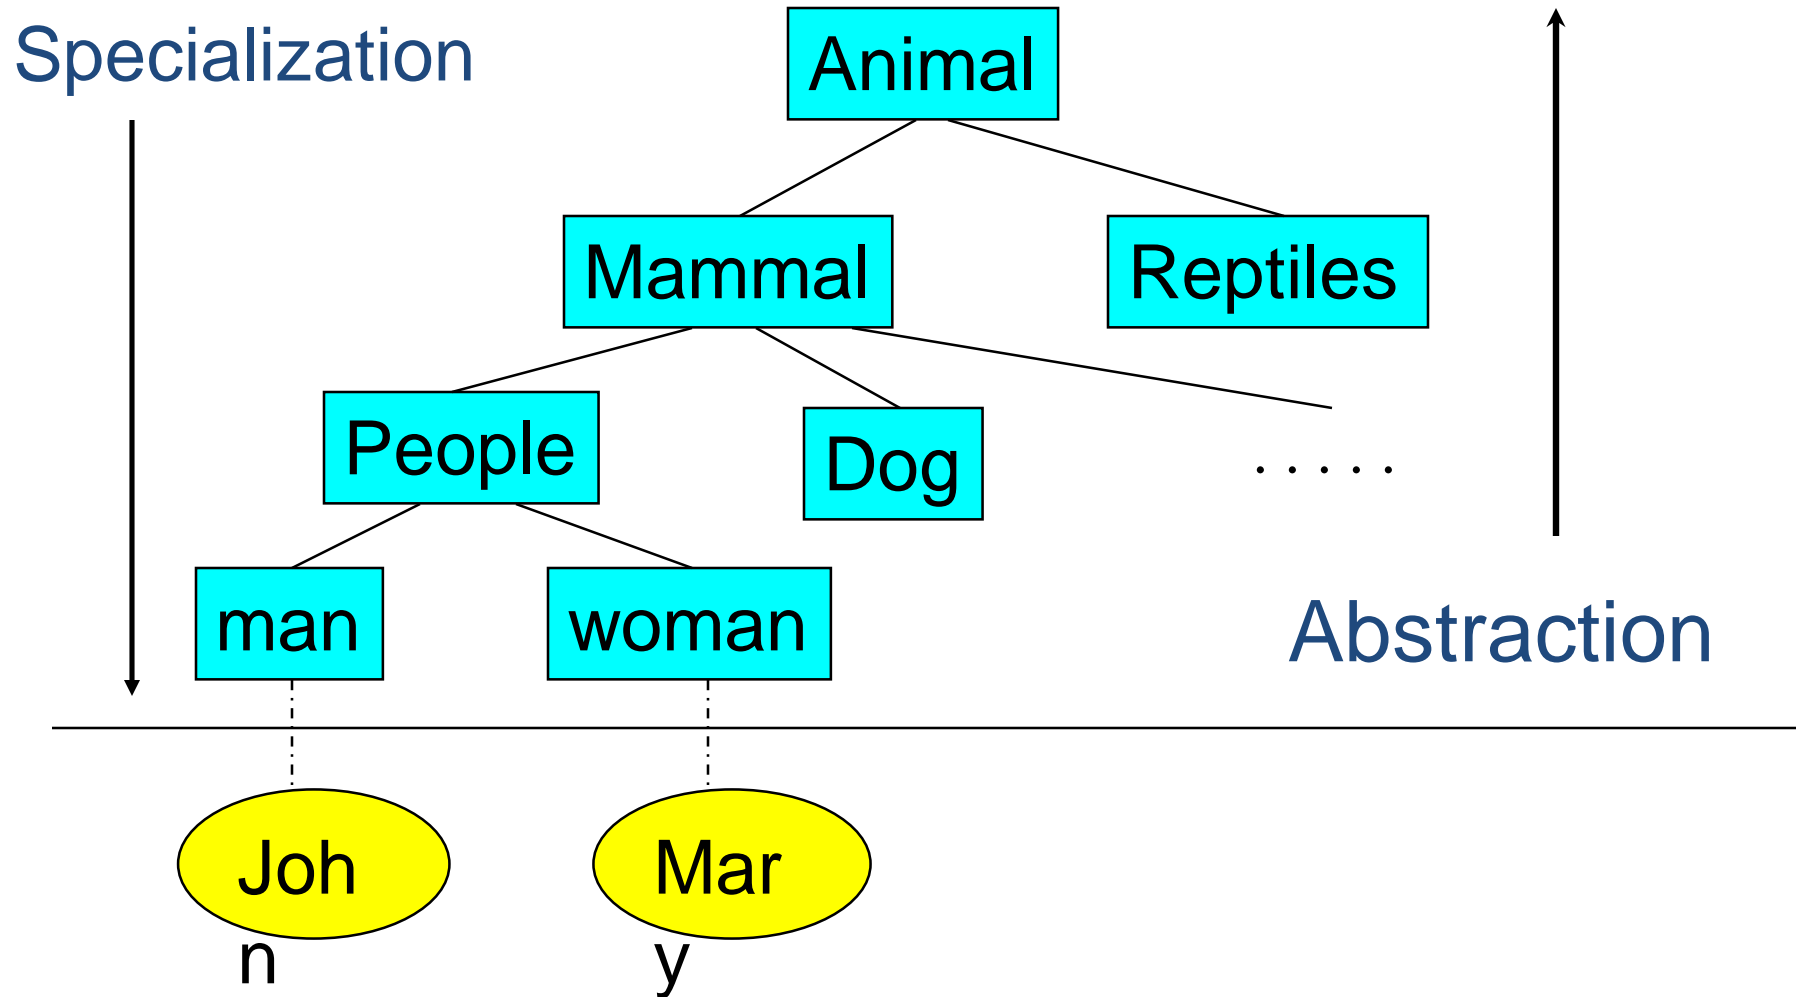 Specialization
Animal
Mammal
Reptiles
People
Dog
. . . . .
man
woman
Abstraction
Joh
n
Mar
y